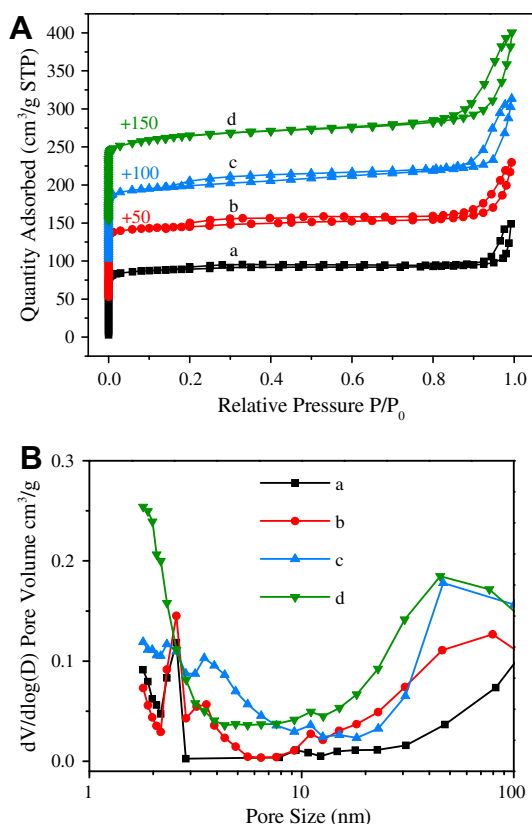 A
Quantity Adsorbed (cm³/g STP)
400
350
300
250
200
150
100
50
0
+150
d
+100
c
+50
b
a
0.0 0.2 0.4 0.6 0.8 1.0
Relative Pressure P/P₀
B
dV/dlog(D) Pore Volume cm³/g
0.3
0.2
0.1
0.0
a
b
c
d
1 10 100
Pore Size (nm)